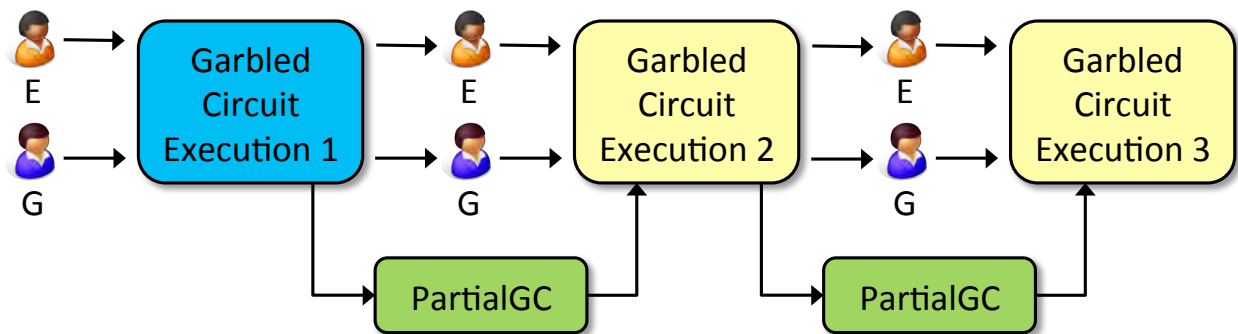 E
G
Garbled
Circuit
Execution 1
E
G
Garbled
Circuit
Execution 2
E
G
Garbled
Circuit
Execution 3
PartialGC
PartialGC